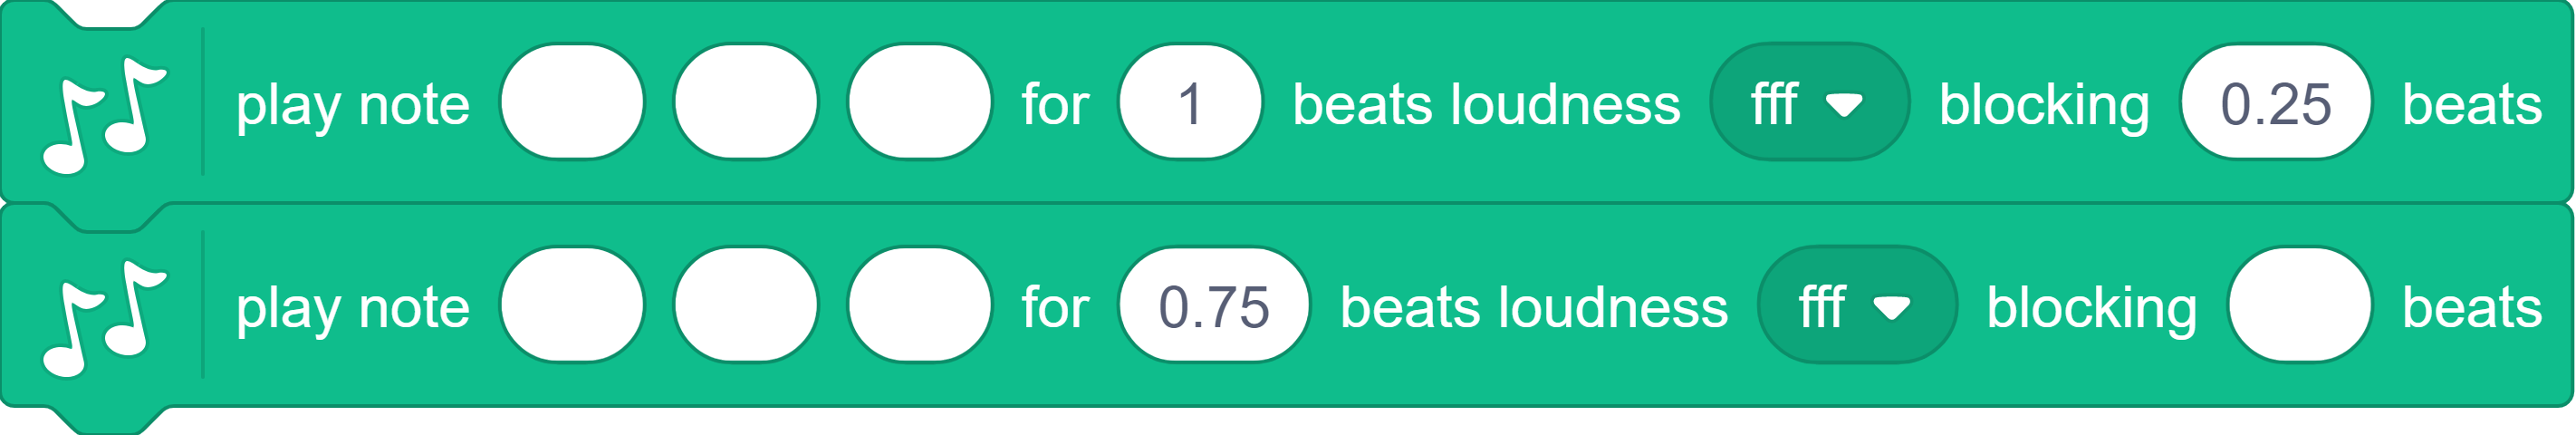 play note for 1 beats loudness fff blocking 0.25 beats
play note for 0.75 beats loudness fff blocking beats